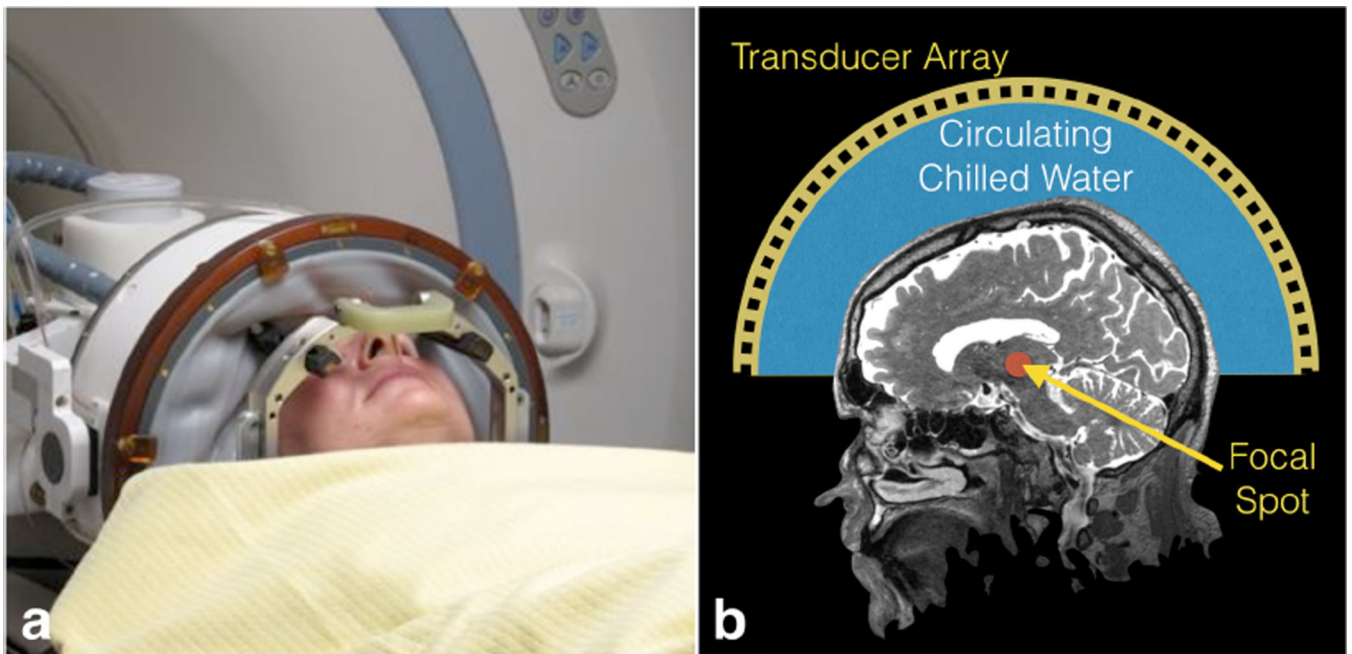 a
Transducer Array
Circulating
Chilled Water
Focal
Spot
b